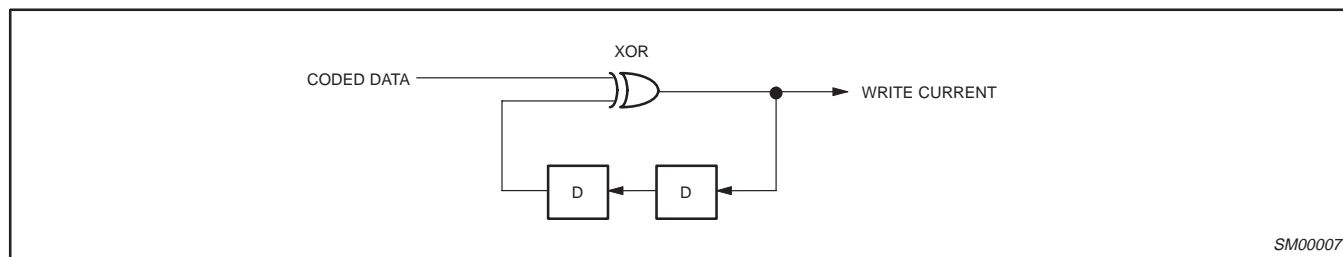 XOR
CODED DATA
WRITE CURRENT
D
D
SM00007